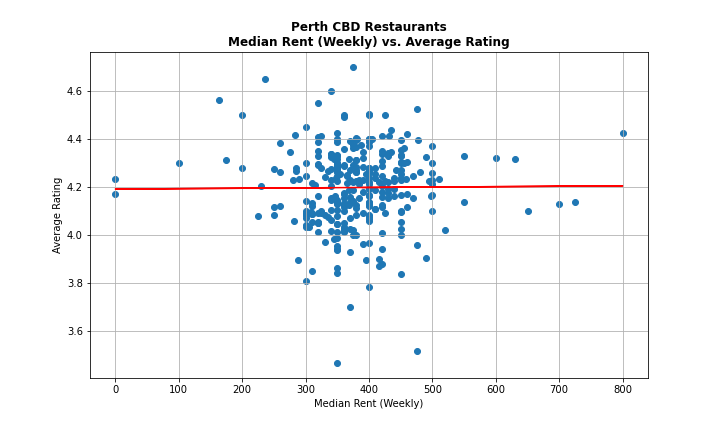 Perth CBD Restaurants
Median Rent (Weekly) vs. Average Rating
4.6
4.4
4.2
4.0
3.8
3.6
Average Rating
0 100 200 300 400 500 600 700 800
Median Rent (Weekly)